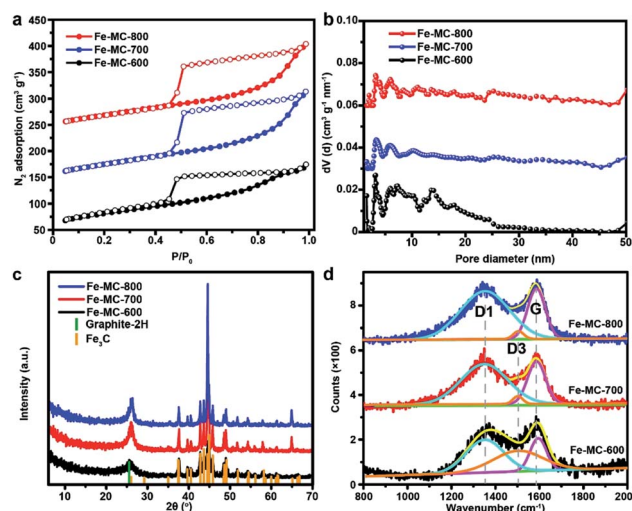 a
Fe-MC-800
Fe-MC-700
Fe-MC-600
N₂ adsorption (cm³ g⁻¹)
400
350
300
250
200
150
100
50
0.0 0.2 0.4 0.6 0.8 1.0
P/P₀
b
Fe-MC-800
Fe-MC-700
Fe-MC-600
dV (d) (cm³ g⁻¹ nm⁻¹)
0.10
0.08
0.06
0.04
0.02
0
10 20 30 40 50
Pore diameter (nm)
c
Fe-MC-800
Fe-MC-700
Fe-MC-600
Graphite-2H
Fe₃C
Intensity (a.u.)
10 20 30 40 50 60 70
2θ (°)
d
D1
G
D3
Fe-MC-800
Fe-MC-700
Fe-MC-600
Counts (×100)
8
6
4
2
0
800 1000 1200 1400 1600 1800 2000
Wavenumber (cm⁻¹)